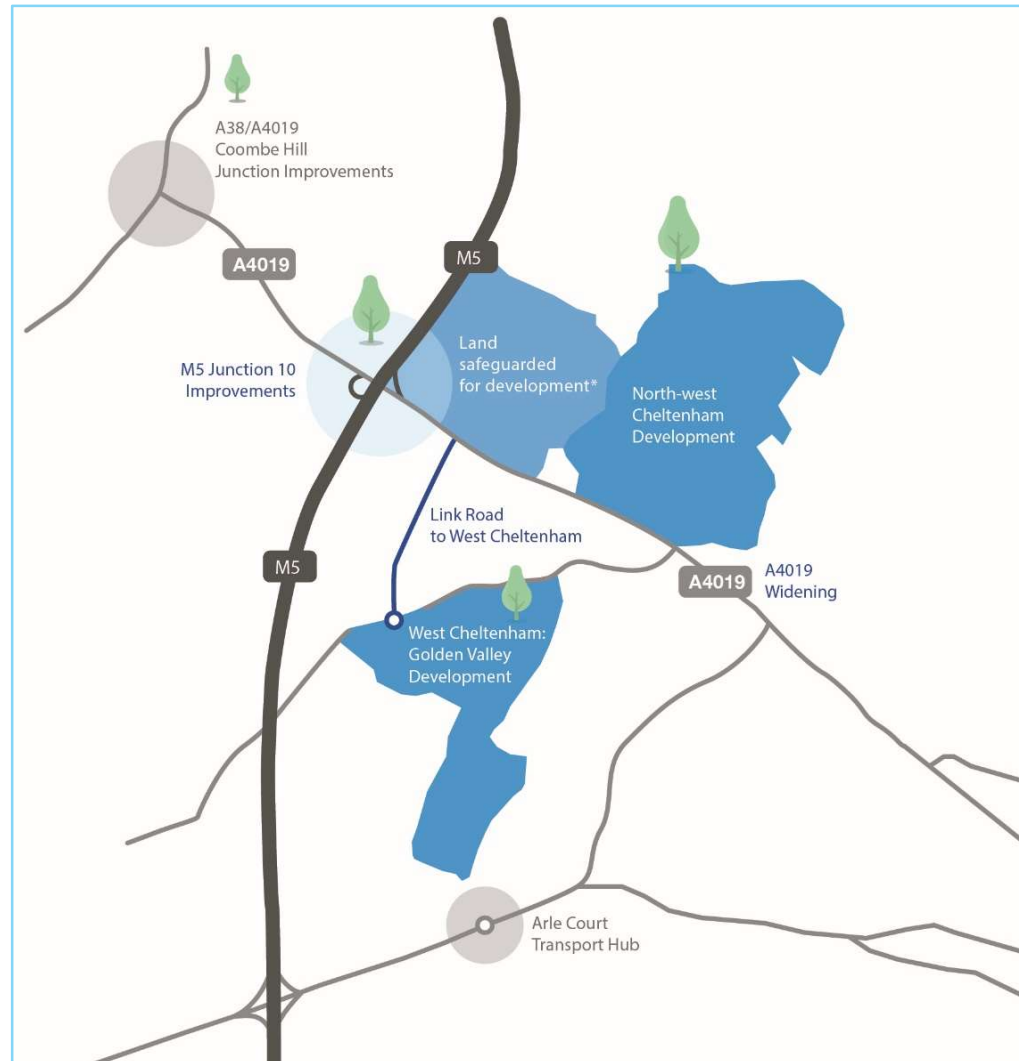 A38/A4019
Coombe Hill
Junction Improvements
A4019
M5
M5 Junction 10
Improvements
Land
safeguarded
for development*
North-west
Cheltenham
Development
Link Road
to West Cheltenham
M5
A4019
A4019
Widening
West Cheltenham:
Golden Valley
Development
Arle Court
Transport Hub